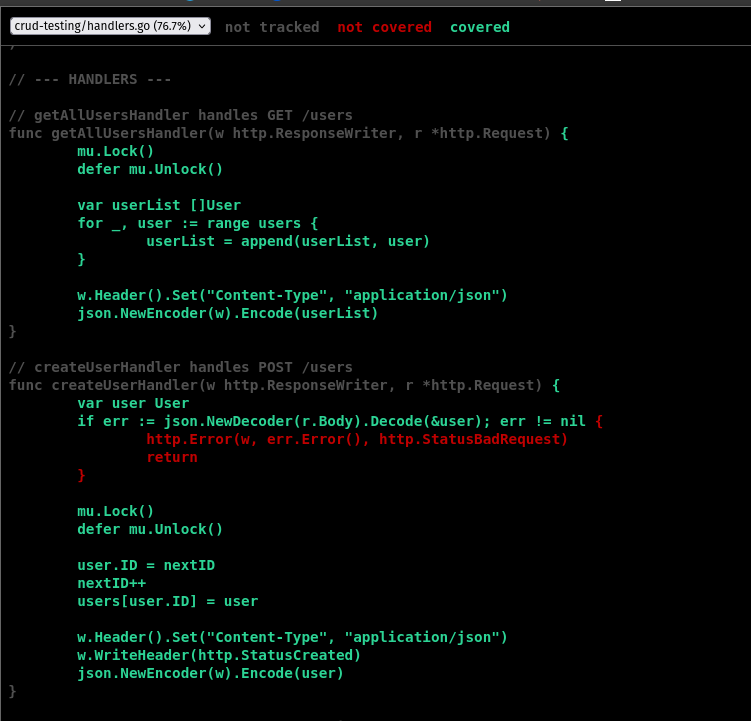 crud-testing/handlers.go (76.7%) not tracked not covered covered
// --- HANDLERS ---
// getAllUsersHandler handles GET /users
func getAllUsersHandler(w http.ResponseWriter, r *http.Request) {
        mu.Lock()
        defer mu.Unlock()

        var userList []User
        for _, user := range users {
                userList = append(userList, user)
        }

        w.Header().Set("Content-Type", "application/json")
        json.NewEncoder(w).Encode(userList)
}

// createUserHandler handles POST /users
func createUserHandler(w http.ResponseWriter, r *http.Request) {
        var user User
        if err := json.NewDecoder(r.Body).Decode(&user); err != nil {
                http.Error(w, err.Error(), http.StatusBadRequest)
                return
        }

        mu.Lock()
        defer mu.Unlock()

        user.ID = nextID
        nextID++
        users[user.ID] = user

        w.Header().Set("Content-Type", "application/json")
        w.WriteHeader(http.StatusCreated)
        json.NewEncoder(w).Encode(user)
}